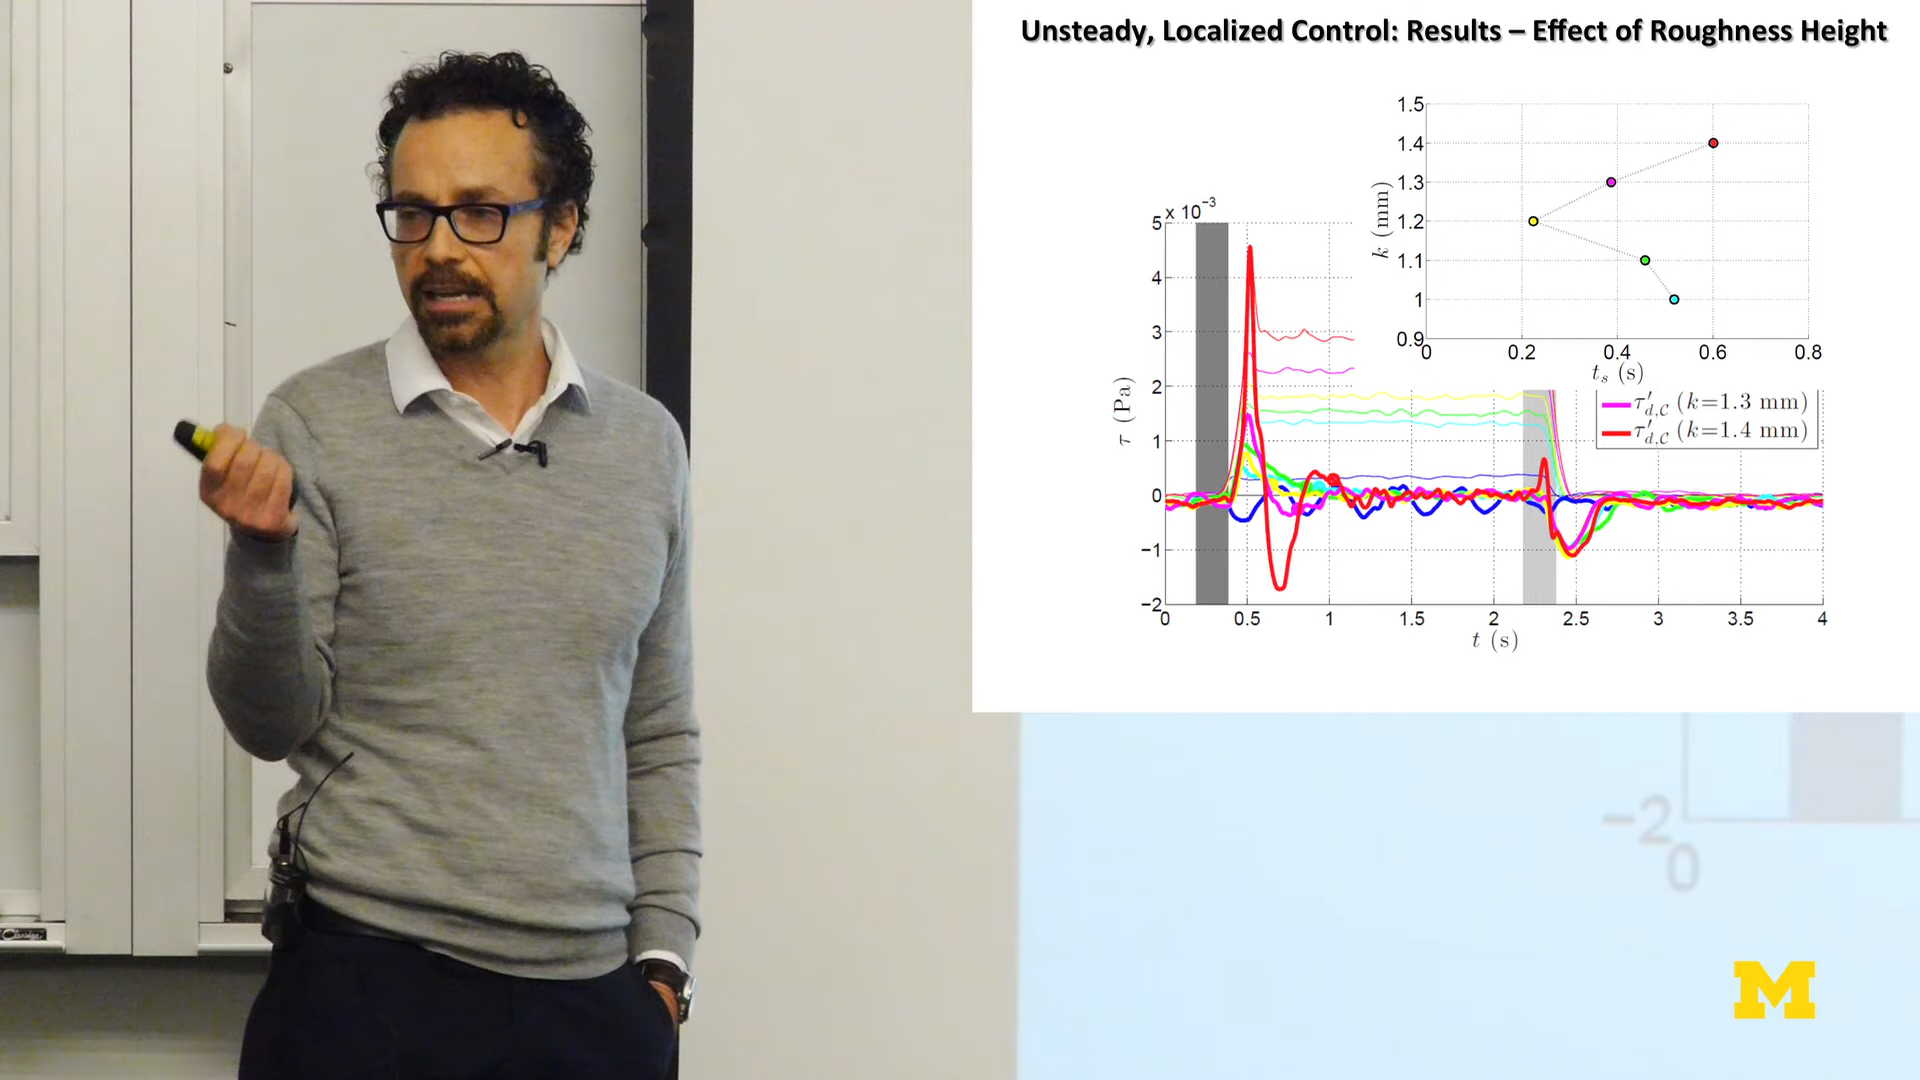 Unsteady, Localized Control: Results – Effect of Roughness Height
1.5
1.4
1.3
1.2
1.1
1
0.9
k (mm)
0 0.2 0.4 0.6 0.8
t_s (s)
x 10⁻³
5
4
3
2
1
0
−1
−2
τ (Pa)
τ′_d,C (k=1.3 mm)
τ′_d,C (k=1.4 mm)
0 0.5 1 1.5 2 2.5 3 3.5 4
t (s)
−2
0
M